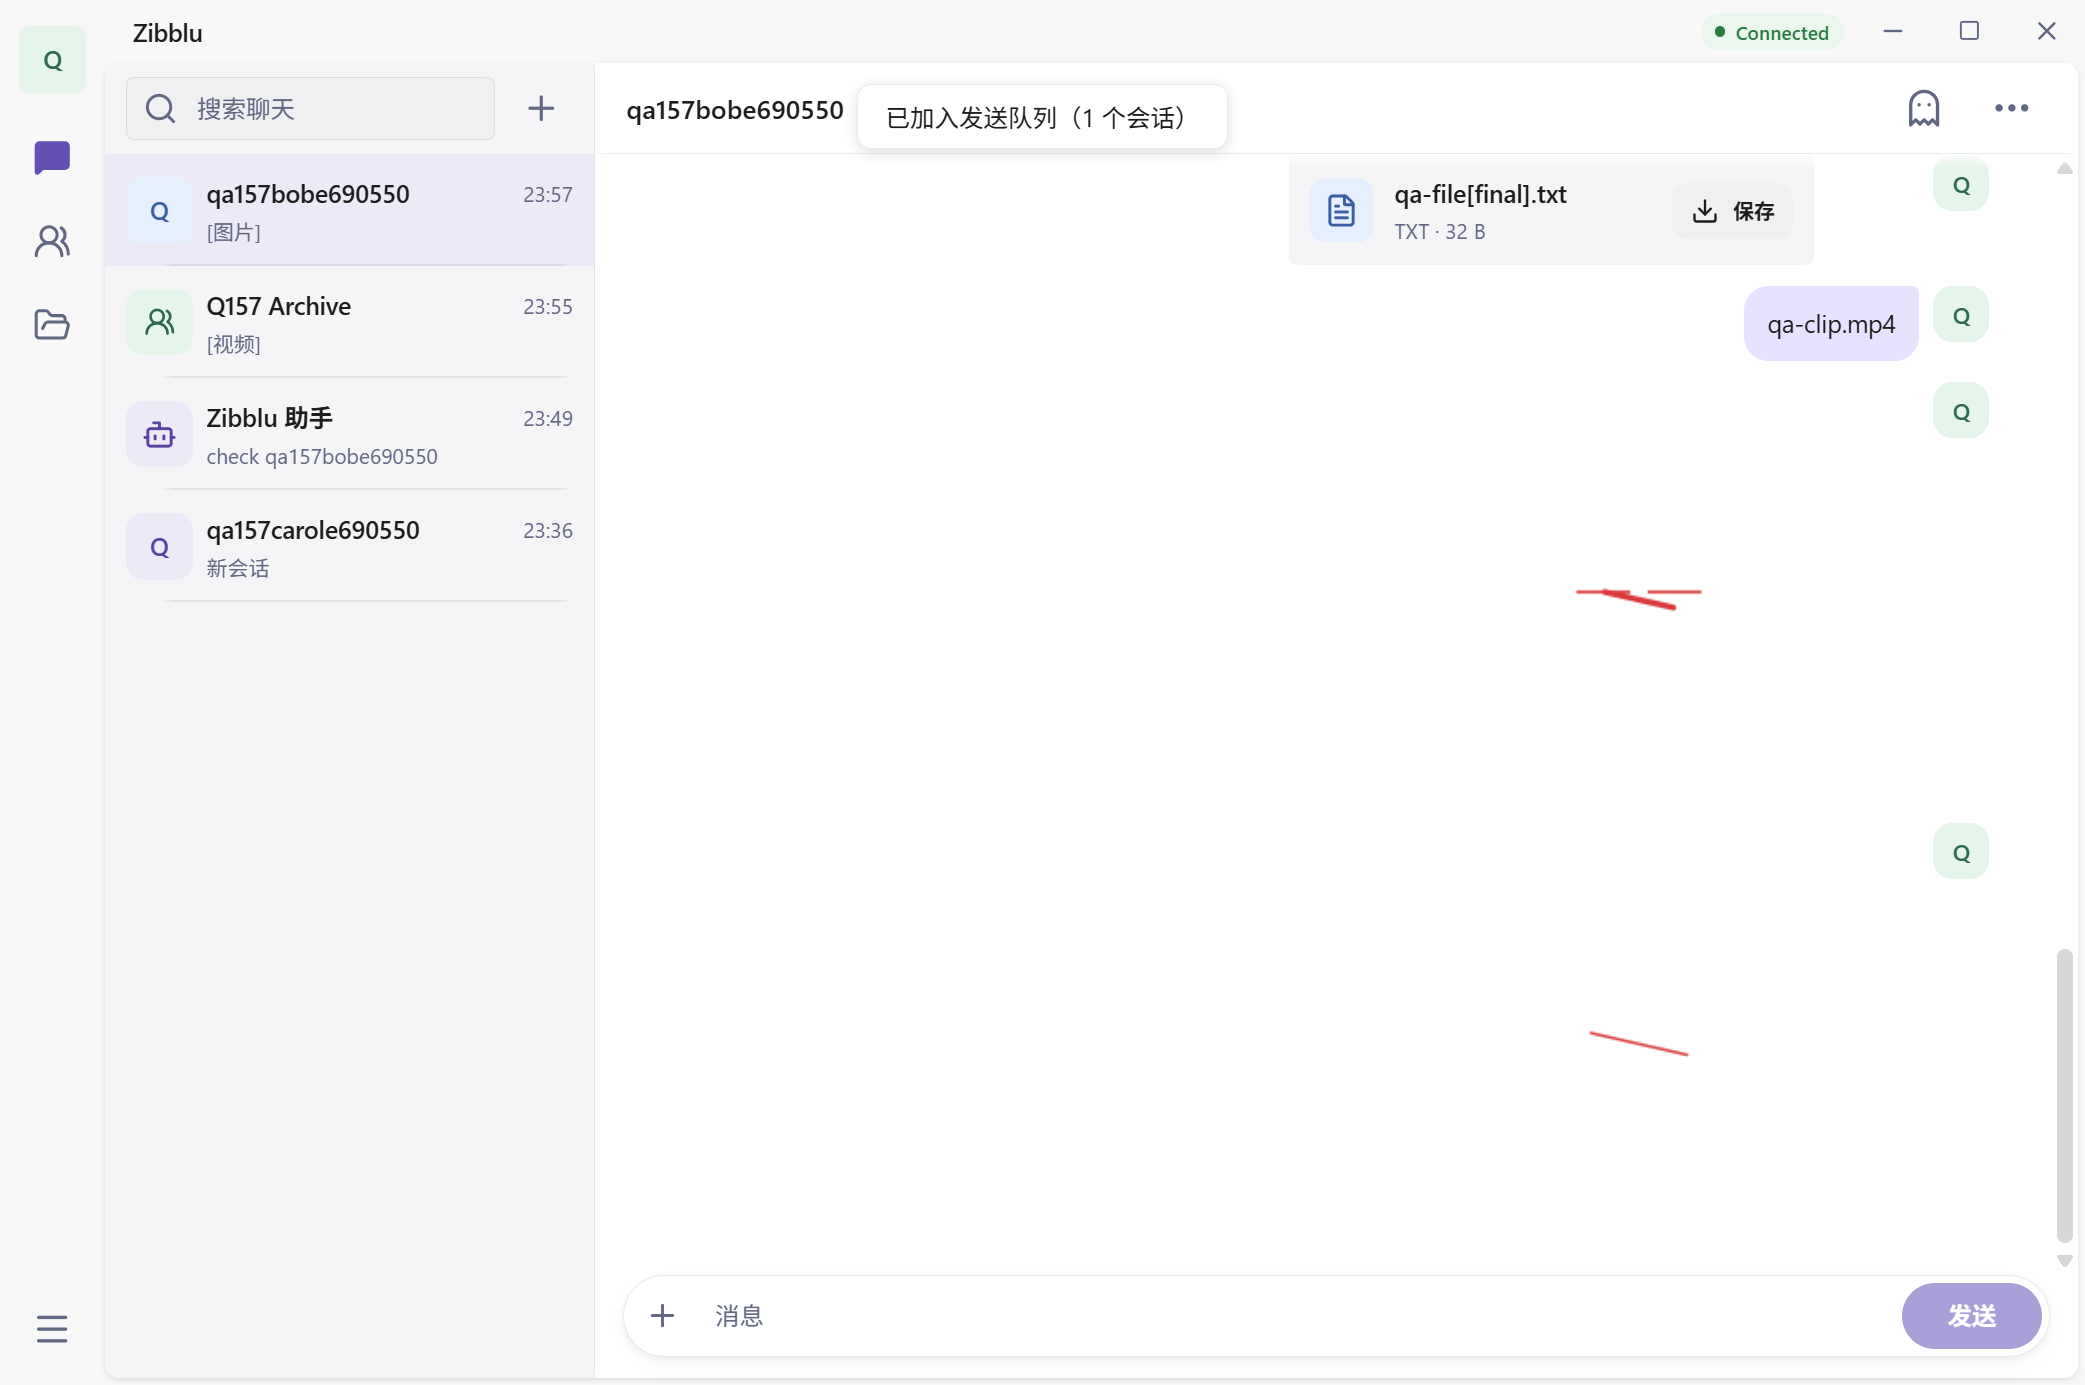 Q
Zibblu
Connected
搜索聊天
qa157bobe690550
23:57
[图片]
Q
Q157 Archive
23:55
[视频]
Zibblu 助手
23:49
check qa157bobe690550
Q
qa157carole690550
23:36
新会话
qa157bobe690550
已加入发送队列（1 个会话）
qa-file[final].txt
TXT · 32 B
保存
Q
qa-clip.mp4
Q
Q
Q
消息
发送